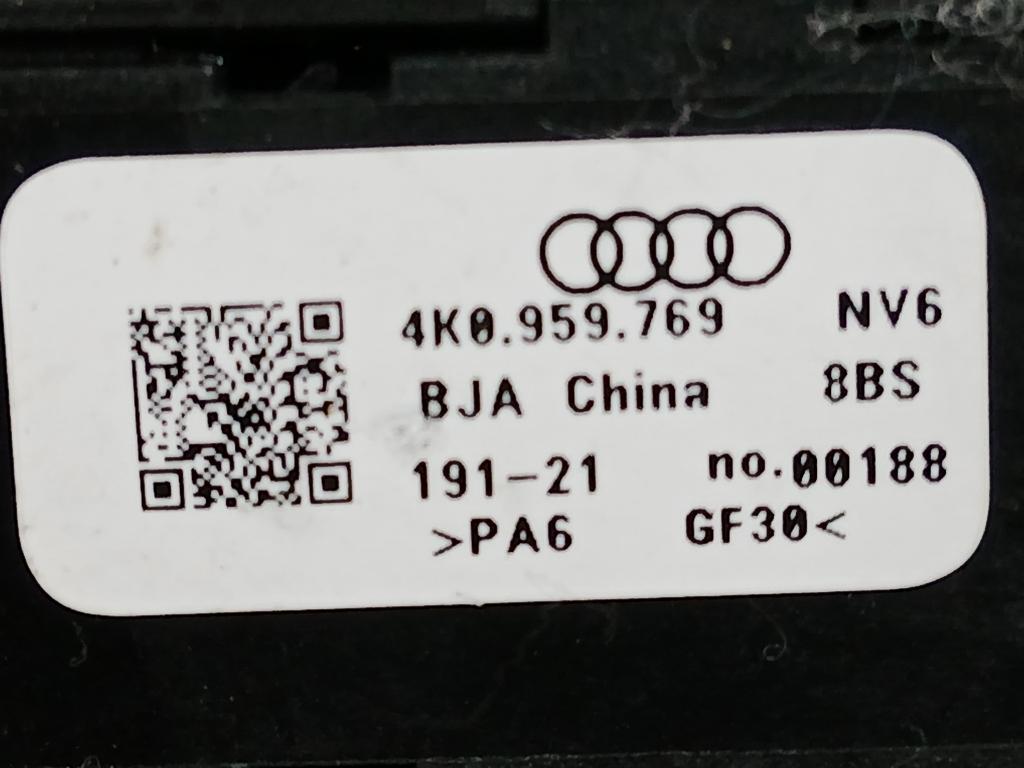 4K0.959.769 NV6
BJA China 8BS
191-21 no.00188
>PA6 GF30<